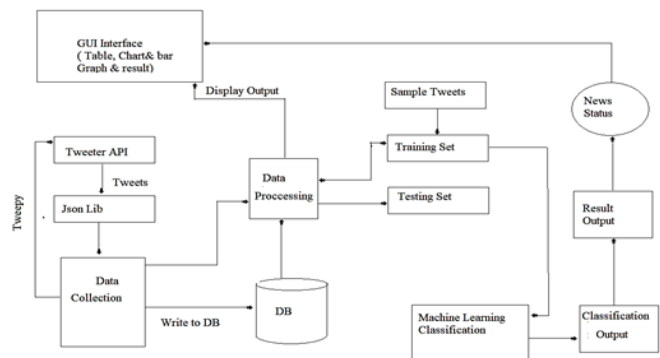 GUI Interface
( Table, Chart& bar
Graph & result)
Display Output
Sample Tweets
News
Status
Tweeter API
Training Set
Tweets
Data
Proccessing
Tweepy
Json Lib
Testing Set
Result
Output
Data
Collection
Write to DB
DB
Machine Learning
Classification
Classification
Output